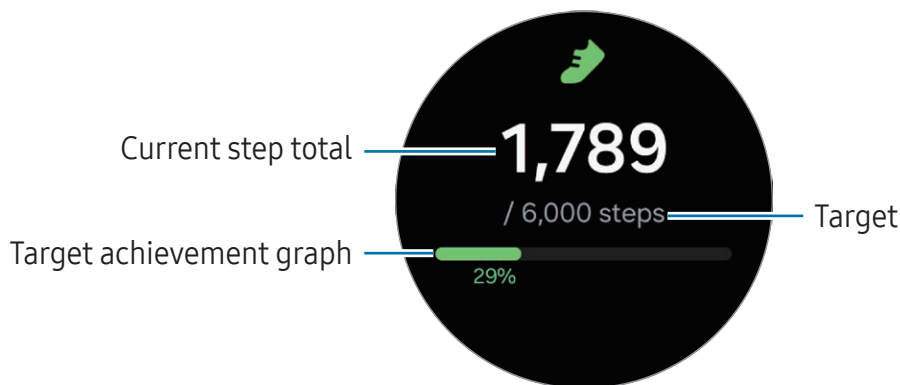 Current step total
1,789
/ 6,000 steps
Target
Target achievement graph
29%